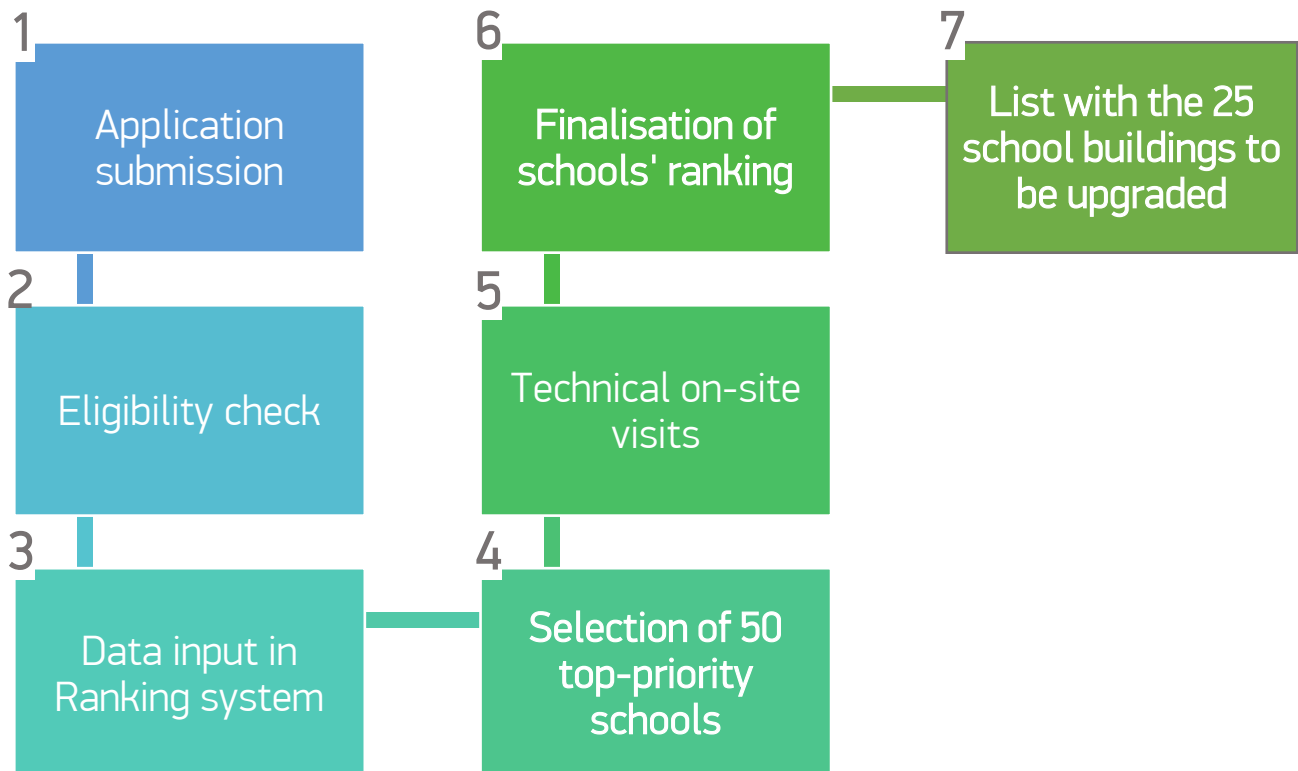 1
Application
submission
2
Eligibility check
3
Data input in
Ranking system
4
Selection of 50
top-priority
schools
5
Technical on-site
visits
6
Finalisation of
schools' ranking
7
List with the 25
school buildings to
be upgraded